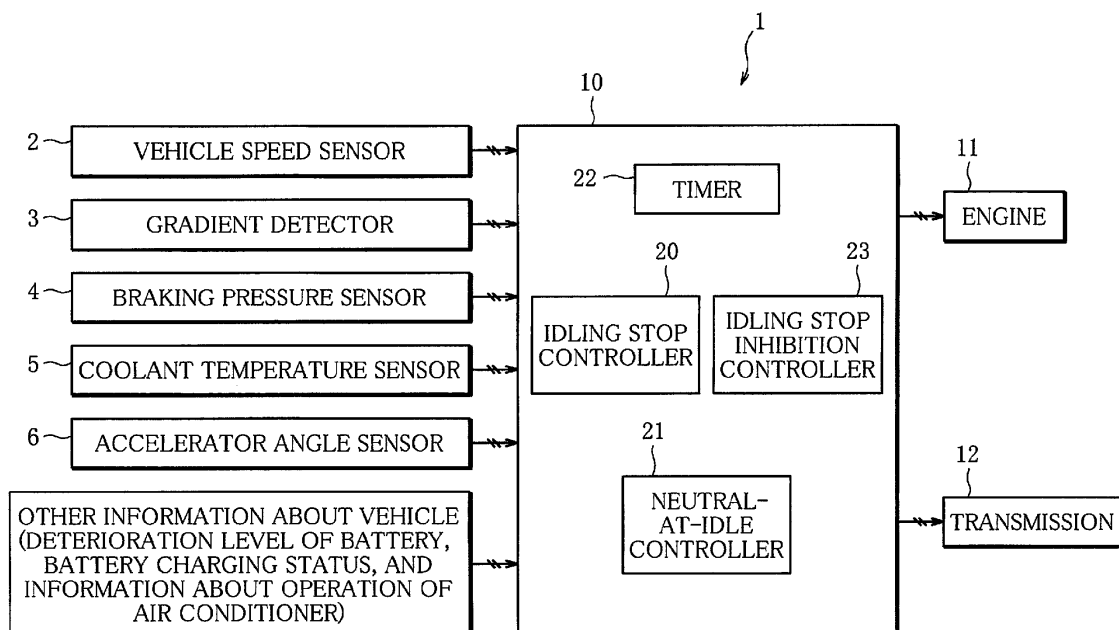 1
10
2
VEHICLE SPEED SENSOR
3
GRADIENT DETECTOR
4
BRAKING PRESSURE SENSOR
5
COOLANT TEMPERATURE SENSOR
6
ACCELERATOR ANGLE SENSOR
OTHER INFORMATION ABOUT VEHICLE
(DETERIORATION LEVEL OF BATTERY,
BATTERY CHARGING STATUS, AND
INFORMATION ABOUT OPERATION OF
AIR CONDITIONER)
22
TIMER
20
IDLING STOP
CONTROLLER
23
IDLING STOP
INHIBITION
CONTROLLER
21
NEUTRAL-
AT-IDLE
CONTROLLER
11
ENGINE
12
TRANSMISSION